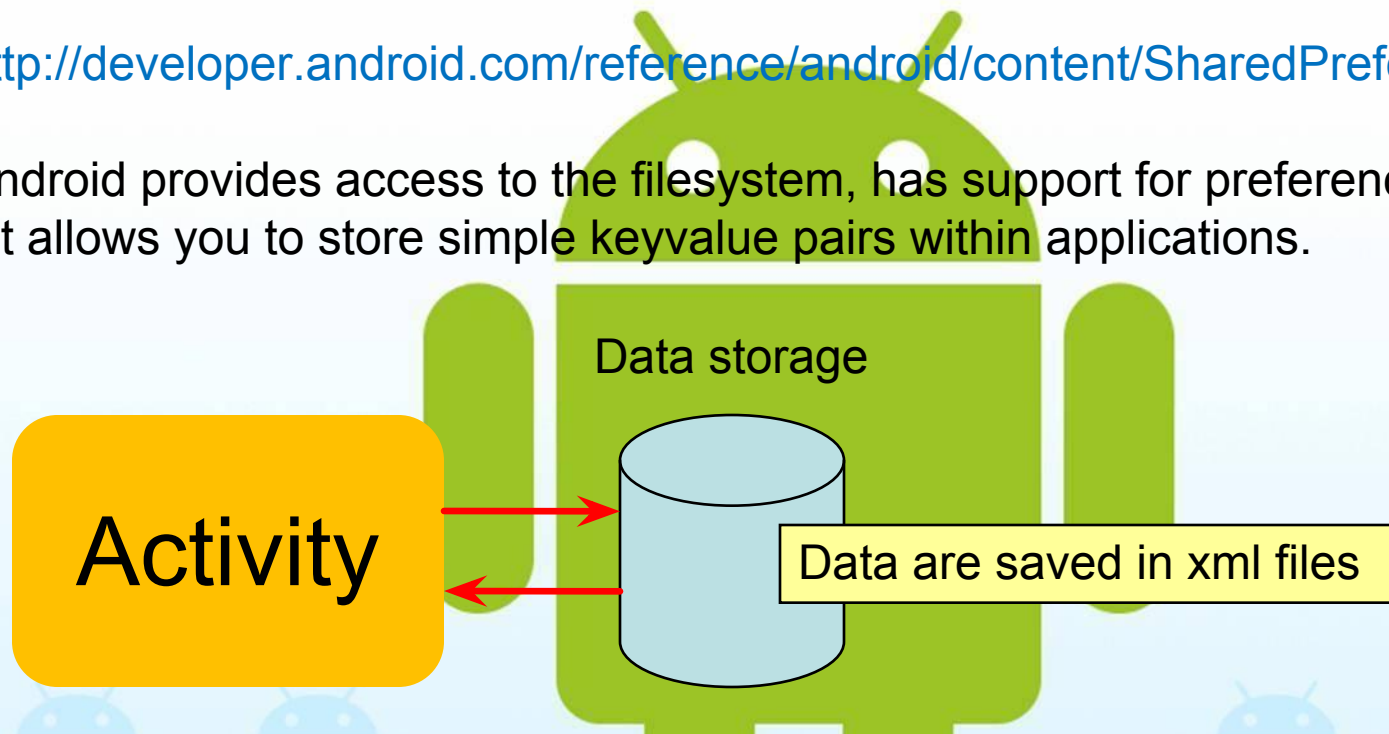 ttp://developer.android.com/reference/android/content/SharedPref
ndroid provides access to the filesystem, has support for preferen
t allows you to store simple keyvalue pairs within applications.
Data storage
Activity
Data are saved in xml files